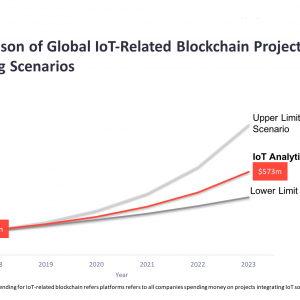 son of Global IoT-Related Blockchain Project
g Scenarios
Upper Limit
Scenario
IoT Analyti
$573m
Lower Limit
m
8 2019 2020 2021 2022 2023
Year
ending for IoT-related blockchain refers platforms refers to all companies spending money on projects integrating IoT so